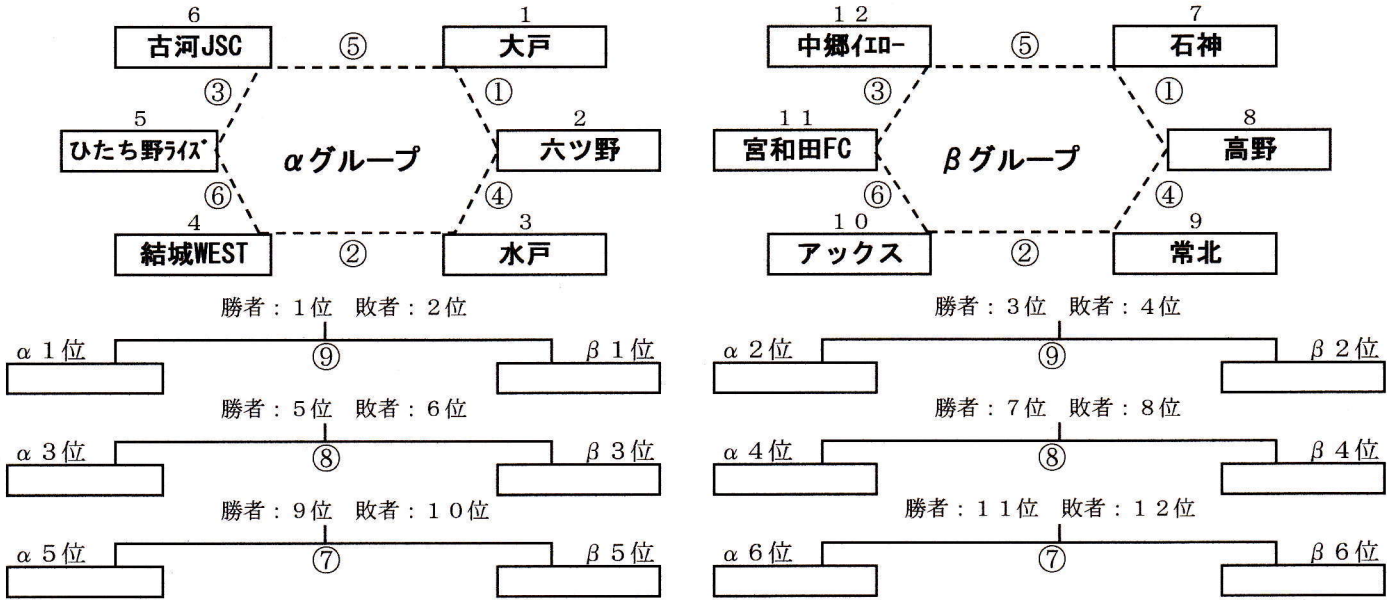 6
古河JSC
⑤
1
大戸
③
①
5
ひたち野ﾗｲｽﾞ
αグループ
2
六ツ野
⑥
④
4
結城WEST
②
3
水戸
12
中郷ｲｴﾛｰ
⑤
7
石神
③
①
11
宮和田FC
βグループ
8
高野
⑥
④
10
アックス
②
9
常北
勝者：1位　敗者：2位
α1位
⑨
β1位
勝者：3位　敗者：4位
α2位
⑨
β2位
勝者：5位　敗者：6位
α3位
⑧
β3位
勝者：7位　敗者：8位
α4位
⑧
β4位
勝者：9位　敗者：10位
α5位
⑦
β5位
勝者：11位　敗者：12位
α6位
⑦
β6位